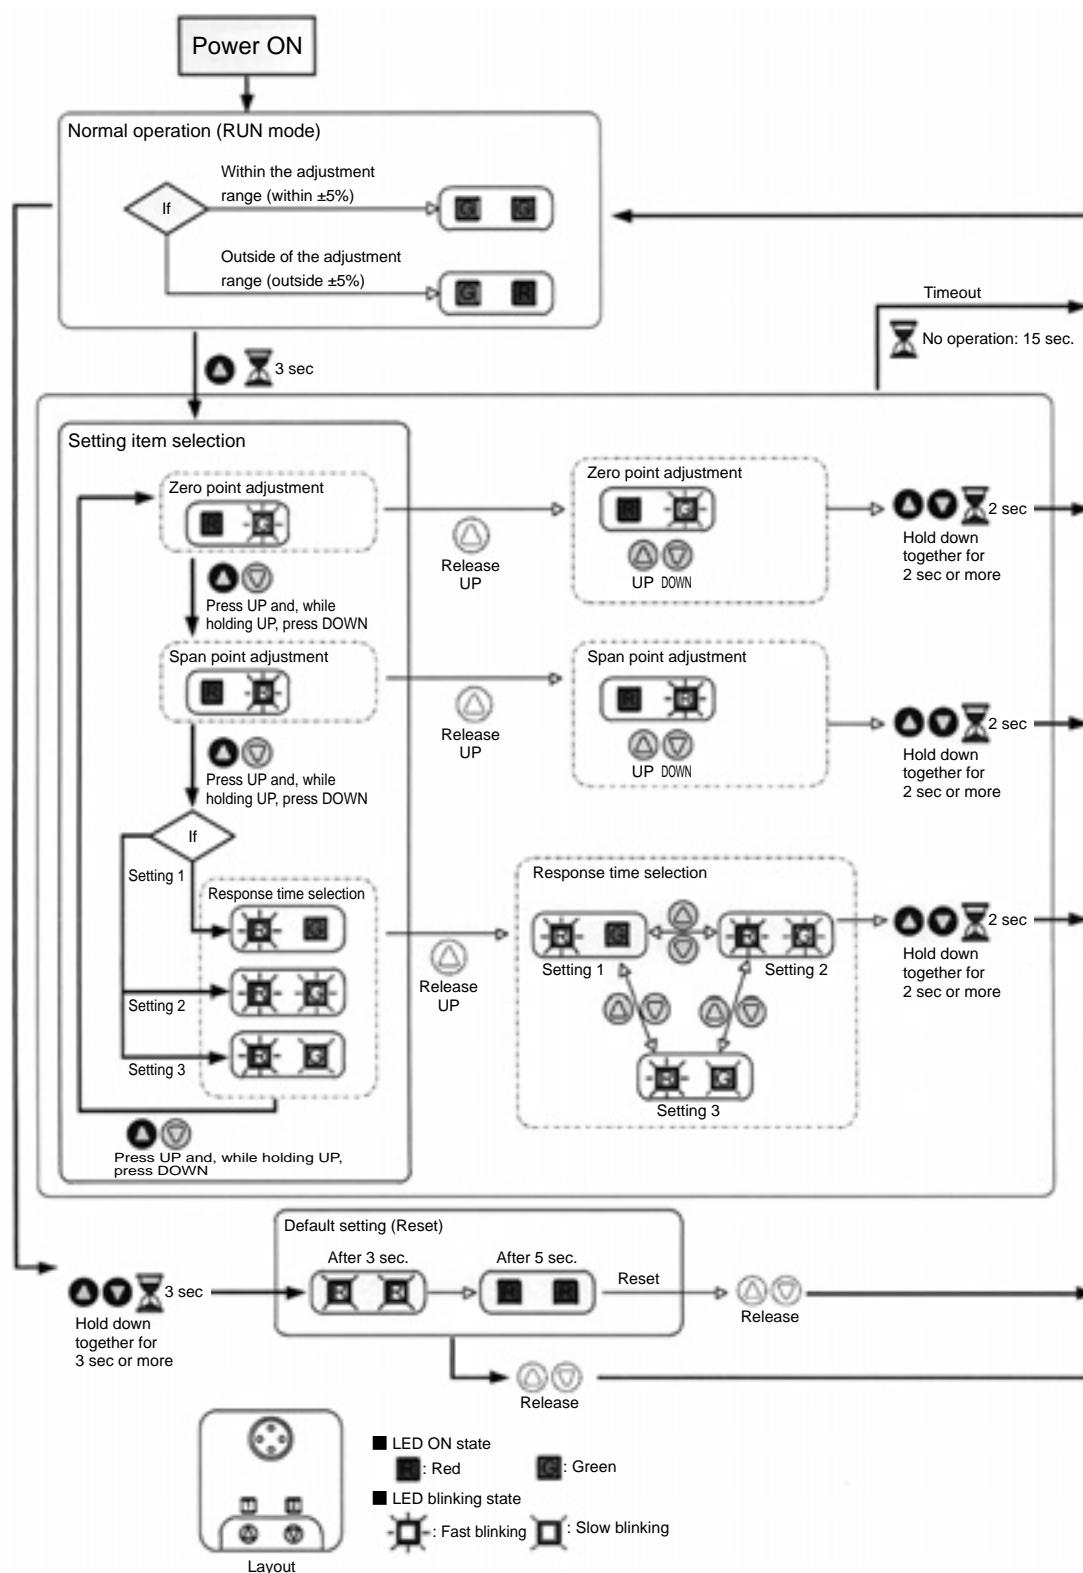 Power ON
Normal operation (RUN mode)
Within the adjustment
range (within ±5%)
If
G G
Outside of the adjustment
range (outside ±5%)
G R
Timeout
No operation: 15 sec.
3 sec
Setting item selection
Zero point adjustment
R G
Release
UP
Zero point adjustment
R G
UP DOWN
2 sec
Hold down
together for
2 sec or more
Press UP and, while
holding UP, press DOWN
Span point adjustment
R R
Release
UP
Span point adjustment
R R
UP DOWN
2 sec
Hold down
together for
2 sec or more
Press UP and, while
holding UP, press DOWN
If
Setting 1
Response time selection
R G
Setting 2
R G
Setting 3
R G
Release
UP
Response time selection
R G
Setting 1
R G
Setting 2
R G
Setting 3
2 sec
Hold down
together for
2 sec or more
Press UP and, while holding UP,
press DOWN
Default setting (Reset)
After 3 sec.
After 5 sec.
3 sec
R R
R R
Reset
Release
Hold down
together for
3 sec or more
Release
Layout
LED ON state
R : Red
G : Green
LED blinking state
: Fast blinking
: Slow blinking